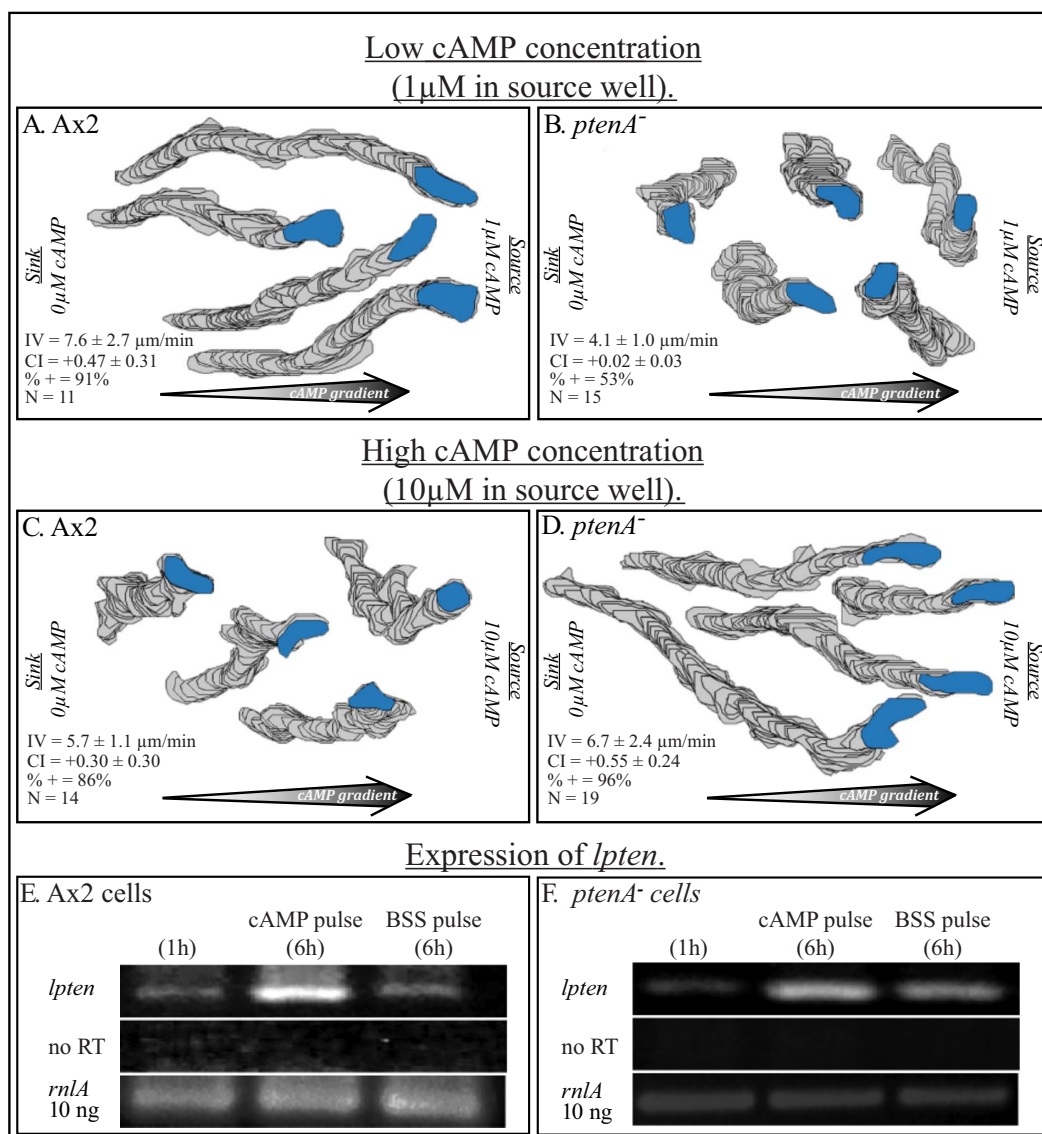 Low cAMP concentration
(1µM in source well).
A. Ax2
Sink
0µM cAMP
Source
1µM cAMP
IV = 7.6 ± 2.7 µm/min
CI = +0.47 ± 0.31
% + = 91%
N = 11
cAMP gradient
B. ptenA-
Sink
0µM cAMP
Source
1µM cAMP
IV = 4.1 ± 1.0 µm/min
CI = +0.02 ± 0.03
% + = 53%
N = 15
cAMP gradient
High cAMP concentration
(10µM in source well).
C. Ax2
Sink
0µM cAMP
Source
10µM cAMP
IV = 5.7 ± 1.1 µm/min
CI = +0.30 ± 0.30
% + = 86%
N = 14
cAMP gradient
D. ptenA-
Sink
0µM cAMP
Source
10µM cAMP
IV = 6.7 ± 2.4 µm/min
CI = +0.55 ± 0.24
% + = 96%
N = 19
cAMP gradient
Expression of lpten.
E. Ax2 cells
cAMP pulse BSS pulse
(1h) (6h) (6h)
lpten
no RT
rnlA
10 ng
F. ptenA- cells
cAMP pulse BSS pulse
(1h) (6h) (6h)
lpten
no RT
rnlA
10 ng